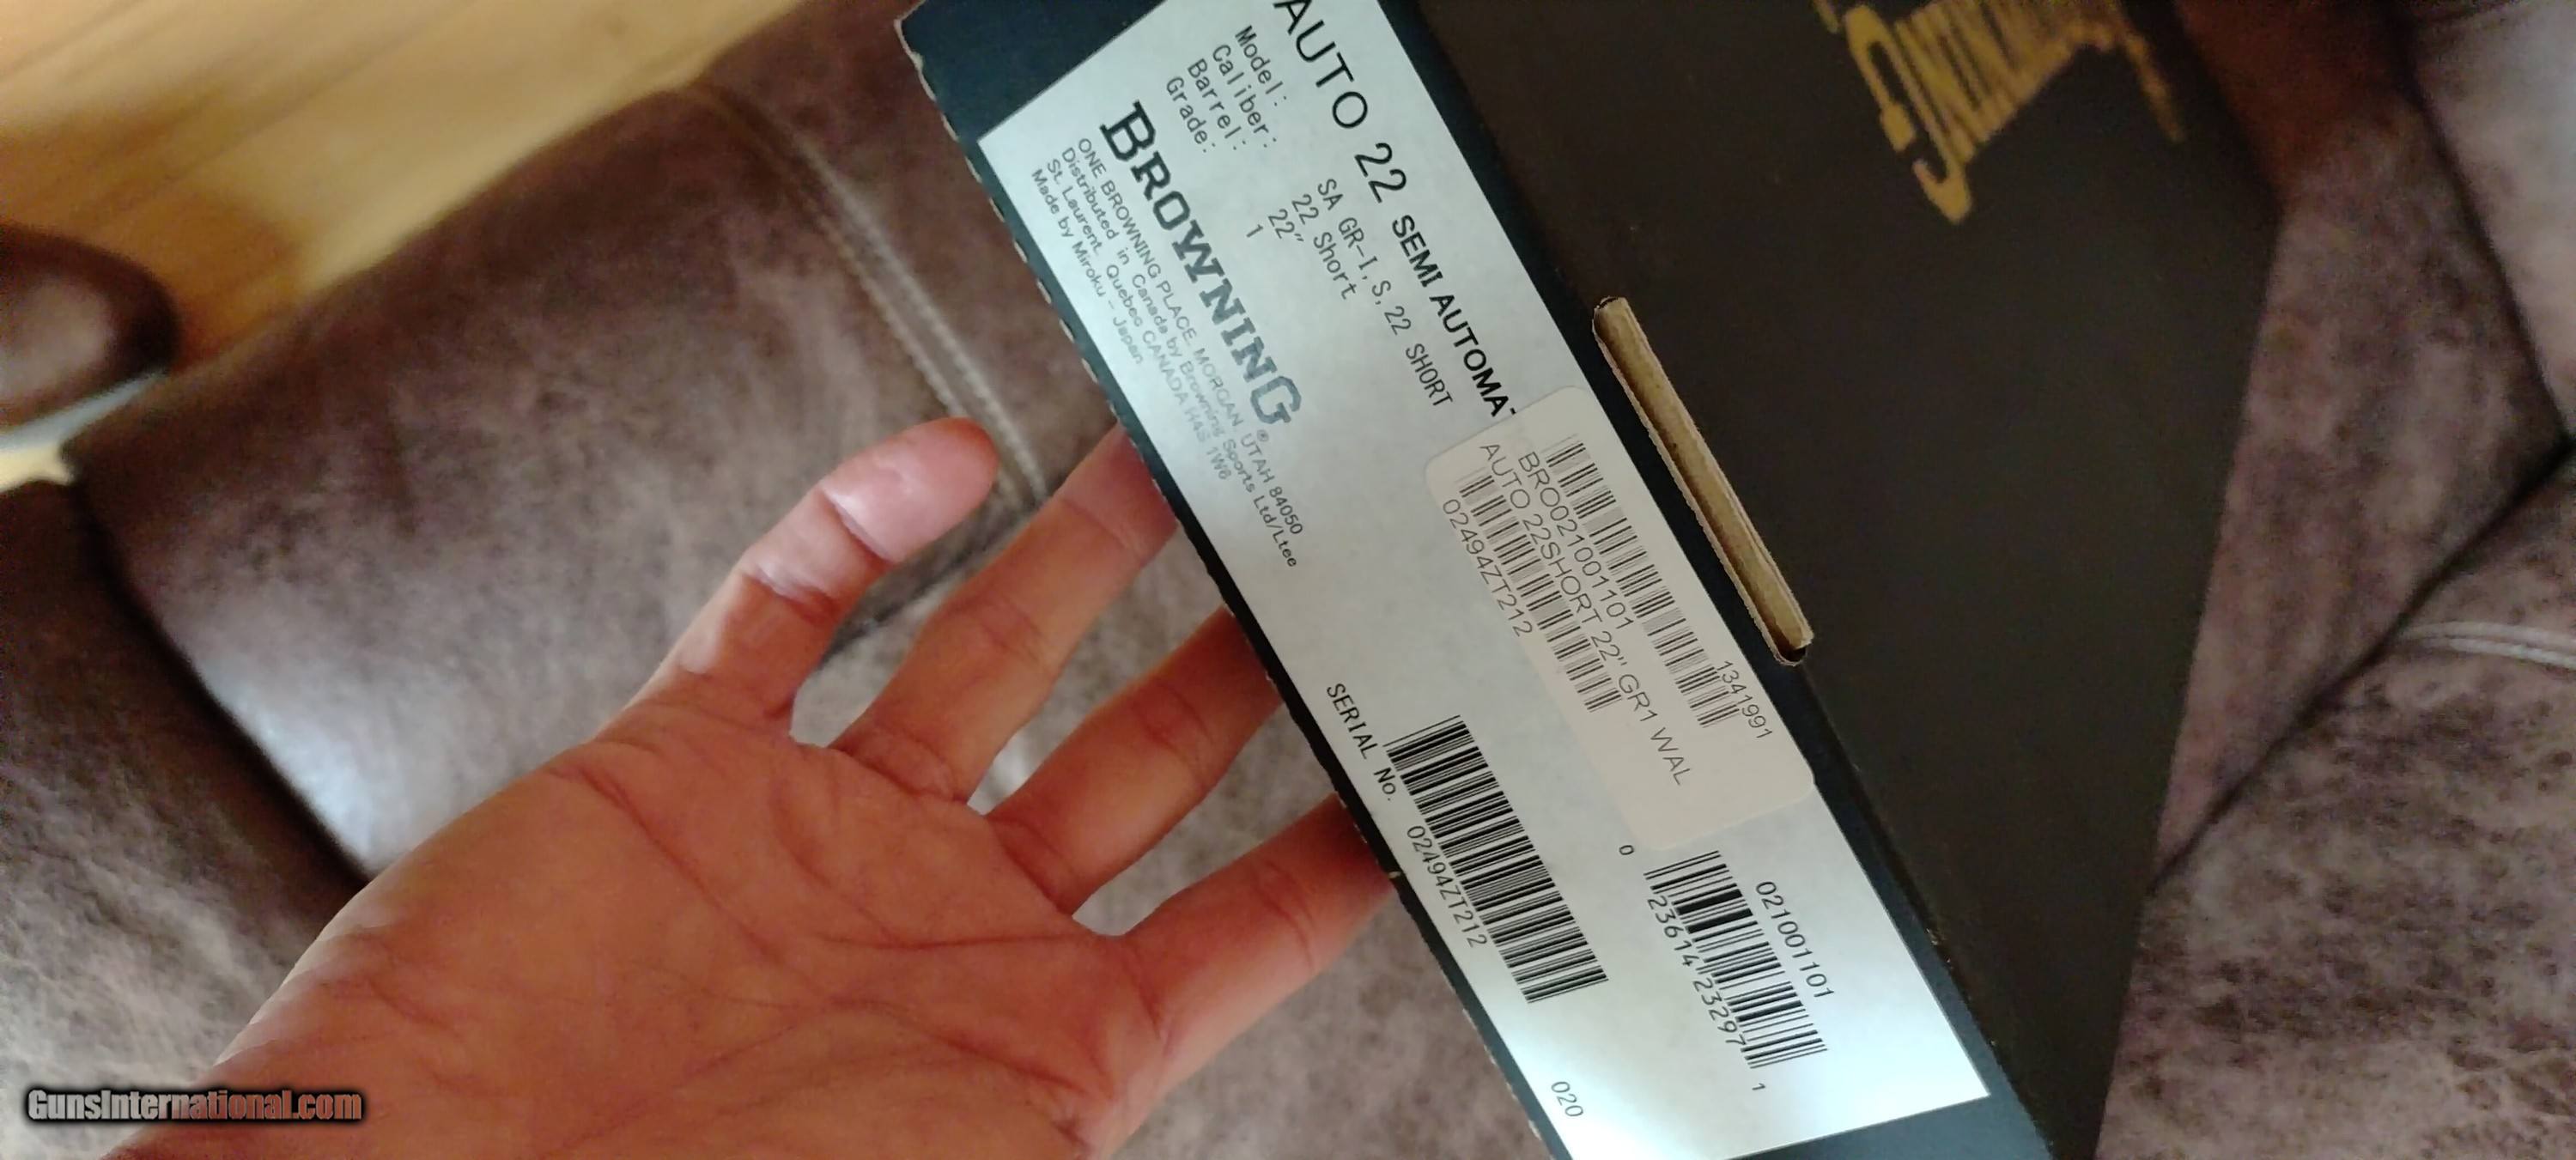 AUTO 22 SEMI AUTOMAT
Model: SA GR-I,S,22 SHORT
Caliber: 22 Short
Barrel: 22"
Grade: 1
BROWNING®
ONE BROWNING PLACE, MORGAN, UTAH 84050
Distributed in Canada by Browning Sports Ltd/Ltee
St. Laurent, Quebec CANADA H4S 1W6
Made by Miroku - Japan
1341991
BRO021001101
AUTO 22SHORT 22" GR1 WAL
02494ZT212
SERIAL No. 02494ZT212
021001101
0 23614 23297 1
020
BROWNING
GunsInternational.com